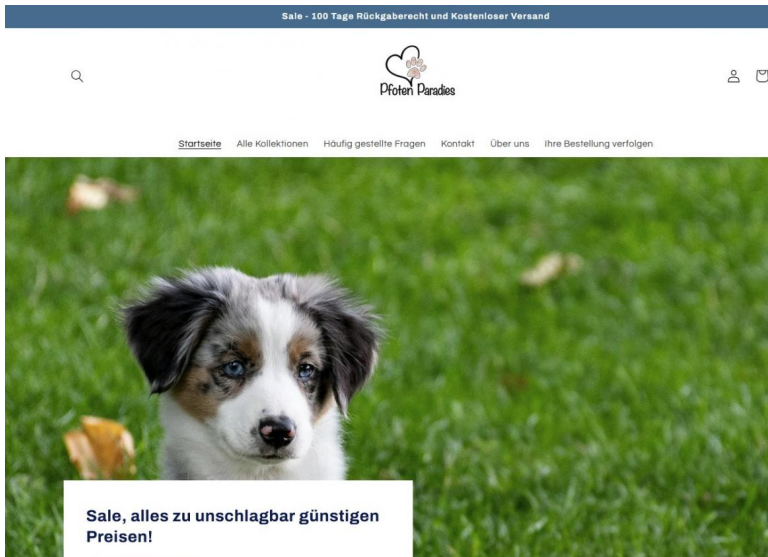 Sale - 100 Tage Rückgaberecht und Kostenloser Versand
Pfoten Paradies
Startseite Alle Kollektionen Häufig gestellte Fragen Kontakt Über uns Ihre Bestellung verfolgen
Sale, alles zu unschlagbar günstigen
Preisen!